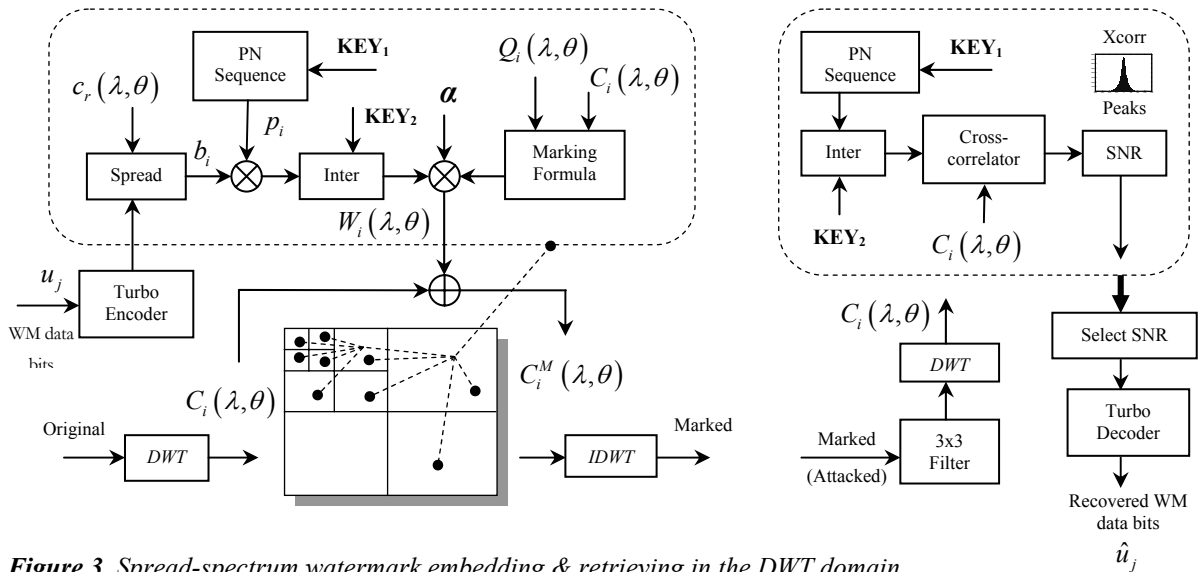 PN
Sequence
KEY₁
c_r(λ,θ)
p_i
KEY₂
α
Q_i(λ,θ)
C_i(λ,θ)
Spread
b_i
Inter
Marking
Formula
W_i(λ,θ)
u_j
WM data
bits
Turbo
Encoder
C_i(λ,θ)
C_i^M(λ,θ)
Original
DWT
IDWT
Marked
PN
Sequence
KEY₁
Xcorr
Peaks
Inter
Cross-
correlator
SNR
KEY₂
C_i(λ,θ)
C_i(λ,θ)
DWT
Marked
(Attacked)
3x3
Filter
Select SNR
Turbo
Decoder
Recovered WM
data bits
û_j
Figure 3. Spread-spectrum watermark embedding & retrieving in the DWT domain